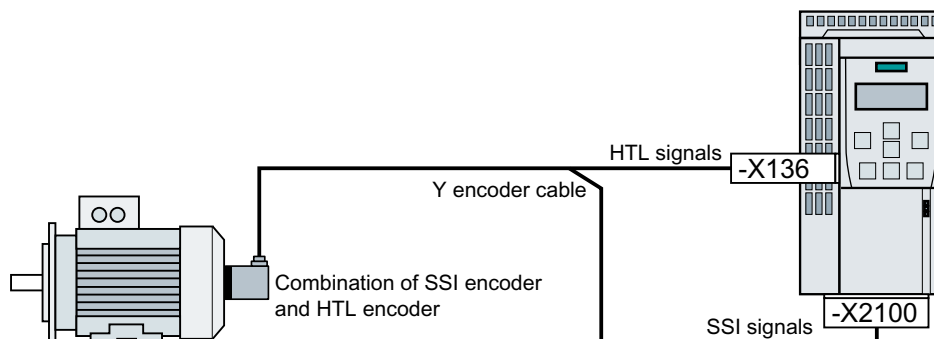 HTL signals
-X136
Y encoder cable
Combination of SSI encoder
and HTL encoder
-X2100
SSI signals